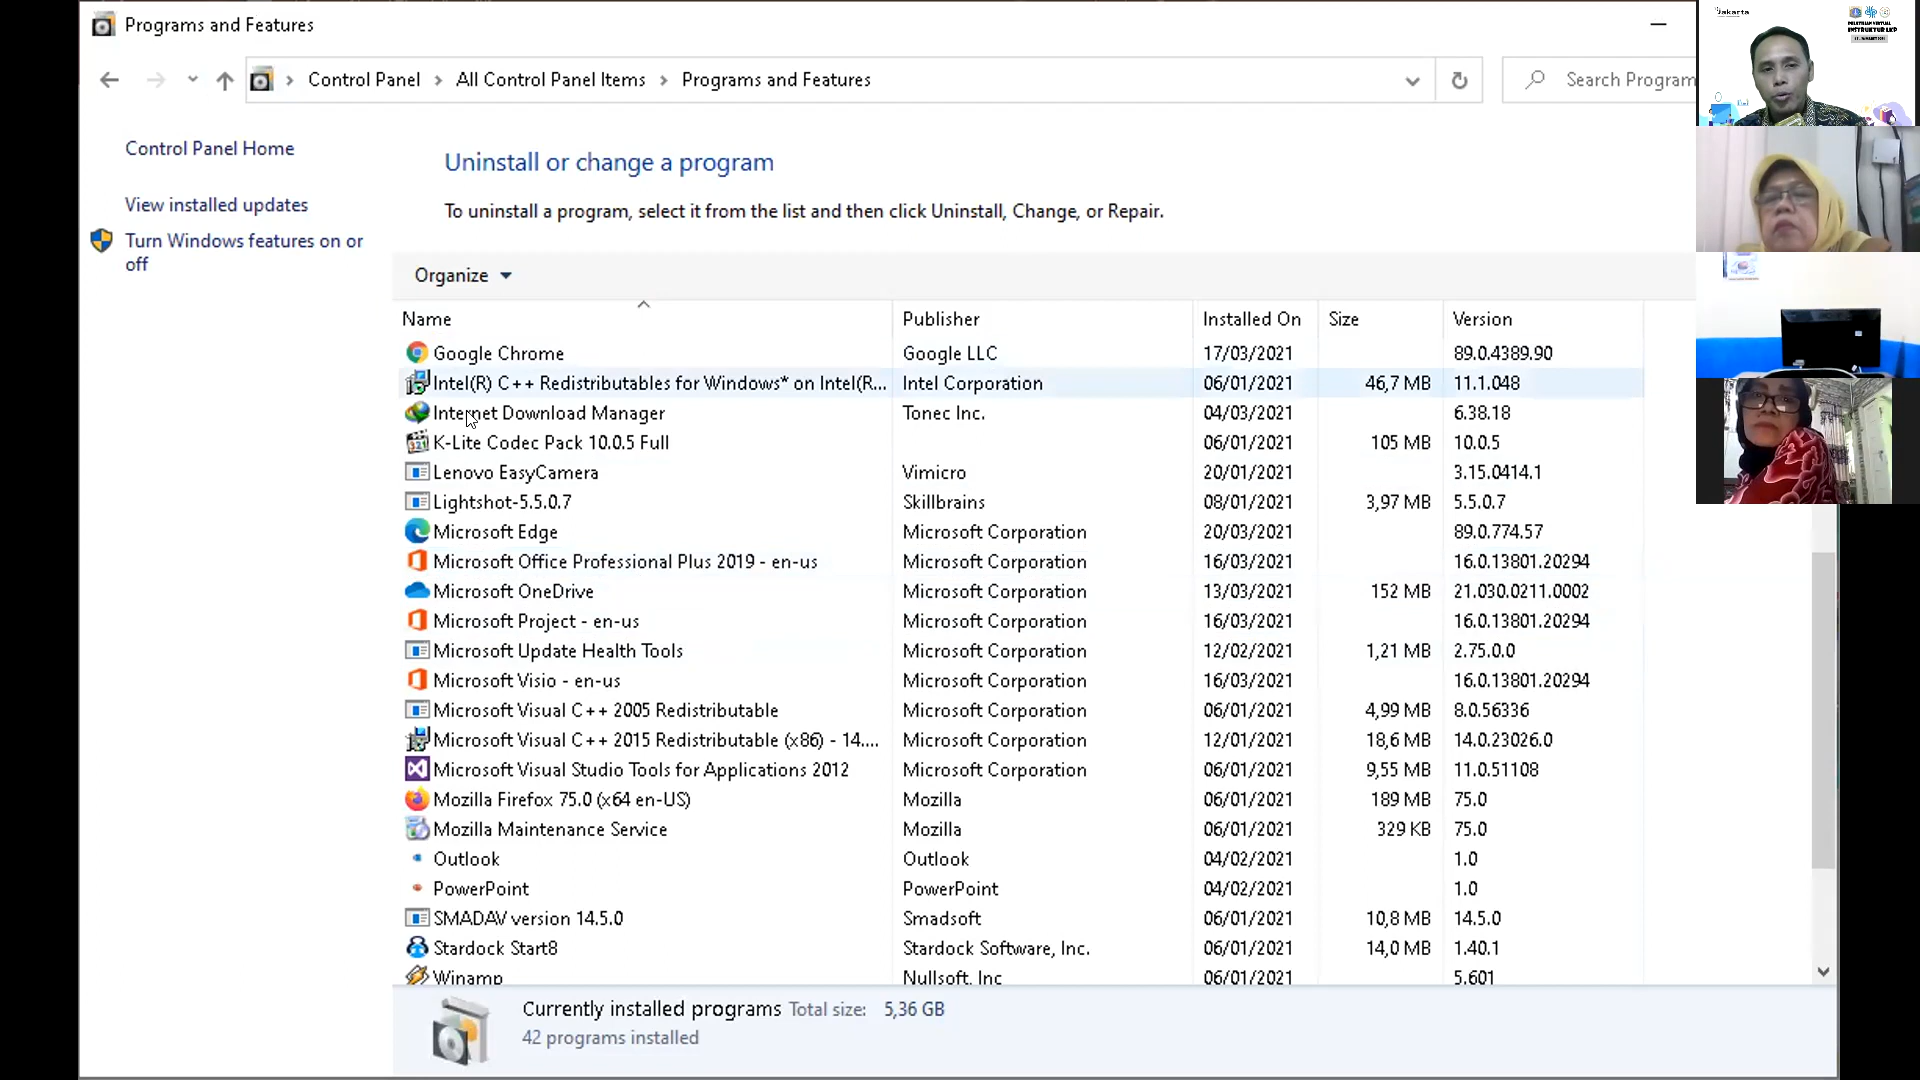 Programs and Features
Control Panel > All Control Panel Items > Programs and Features
Search Program
Control Panel Home
View installed updates
Turn Windows features on or
off
Uninstall or change a program
To uninstall a program, select it from the list and then click Uninstall, Change, or Repair.
Organize
Name Publisher Installed On Size Version
Google Chrome Google LLC 17/03/2021 89.0.4389.90
Intel(R) C++ Redistributables for Windows* on Intel(R... Intel Corporation 06/01/2021 46,7 MB 11.1.048
Internet Download Manager Tonec Inc. 04/03/2021 6.38.18
K-Lite Codec Pack 10.0.5 Full 06/01/2021 105 MB 10.0.5
Lenovo EasyCamera Vimicro 20/01/2021 3.15.0414.1
Lightshot-5.5.0.7 Skillbrains 08/01/2021 3,97 MB 5.5.0.7
Microsoft Edge Microsoft Corporation 20/03/2021 89.0.774.57
Microsoft Office Professional Plus 2019 - en-us Microsoft Corporation 16/03/2021 16.0.13801.20294
Microsoft OneDrive Microsoft Corporation 13/03/2021 152 MB 21.030.0211.0002
Microsoft Project - en-us Microsoft Corporation 16/03/2021 16.0.13801.20294
Microsoft Update Health Tools Microsoft Corporation 12/02/2021 1,21 MB 2.75.0.0
Microsoft Visio - en-us Microsoft Corporation 16/03/2021 16.0.13801.20294
Microsoft Visual C++ 2005 Redistributable Microsoft Corporation 06/01/2021 4,99 MB 8.0.56336
Microsoft Visual C++ 2015 Redistributable (x86) - 14.... Microsoft Corporation 12/01/2021 18,6 MB 14.0.23026.0
Microsoft Visual Studio Tools for Applications 2012 Microsoft Corporation 06/01/2021 9,55 MB 11.0.51108
Mozilla Firefox 75.0 (x64 en-US) Mozilla 06/01/2021 189 MB 75.0
Mozilla Maintenance Service Mozilla 06/01/2021 329 KB 75.0
Outlook Outlook 04/02/2021 1.0
PowerPoint PowerPoint 04/02/2021 1.0
SMADAV version 14.5.0 Smadsoft 06/01/2021 10,8 MB 14.5.0
Stardock Start8 Stardock Software, Inc. 06/01/2021 14,0 MB 1.40.1
Winamp Nullsoft, Inc 06/01/2021 5.601
Currently installed programs Total size: 5,36 GB
42 programs installed
Jakarta
PELATIHAN VIRTUAL
INSTRUKTUR LKP